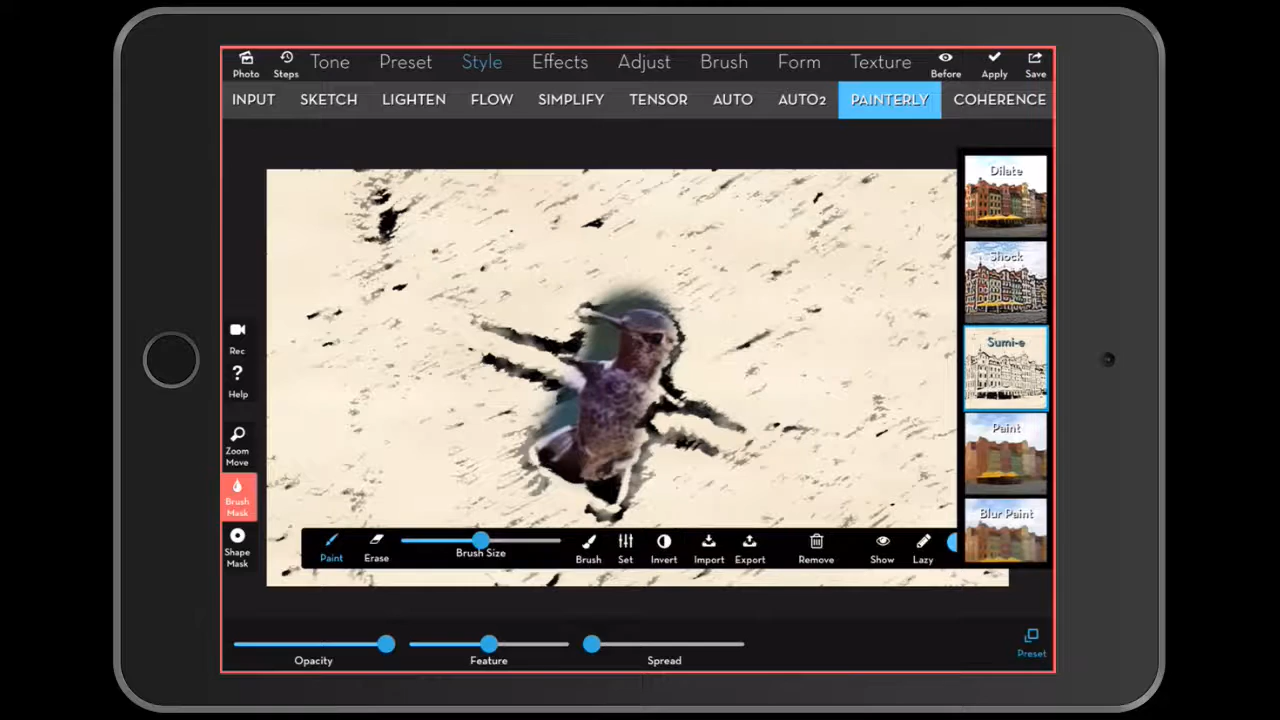 Photo Steps Tone Preset Style Effects Adjust Brush Form Texture Before Apply Save
INPUT SKETCH LIGHTEN FLOW SIMPLIFY TENSOR AUTO AUTO2 PAINTERLY COHERENCE
Dilate
Shock
Sumi-e
Paint
Blur Paint
Rec
Help
Zoom
Move
Brush
Mask
Shape
Mask
Paint Erase Brush Size Brush Set Invert Import Export Remove Show Lazy
Opacity Feature Spread Preset